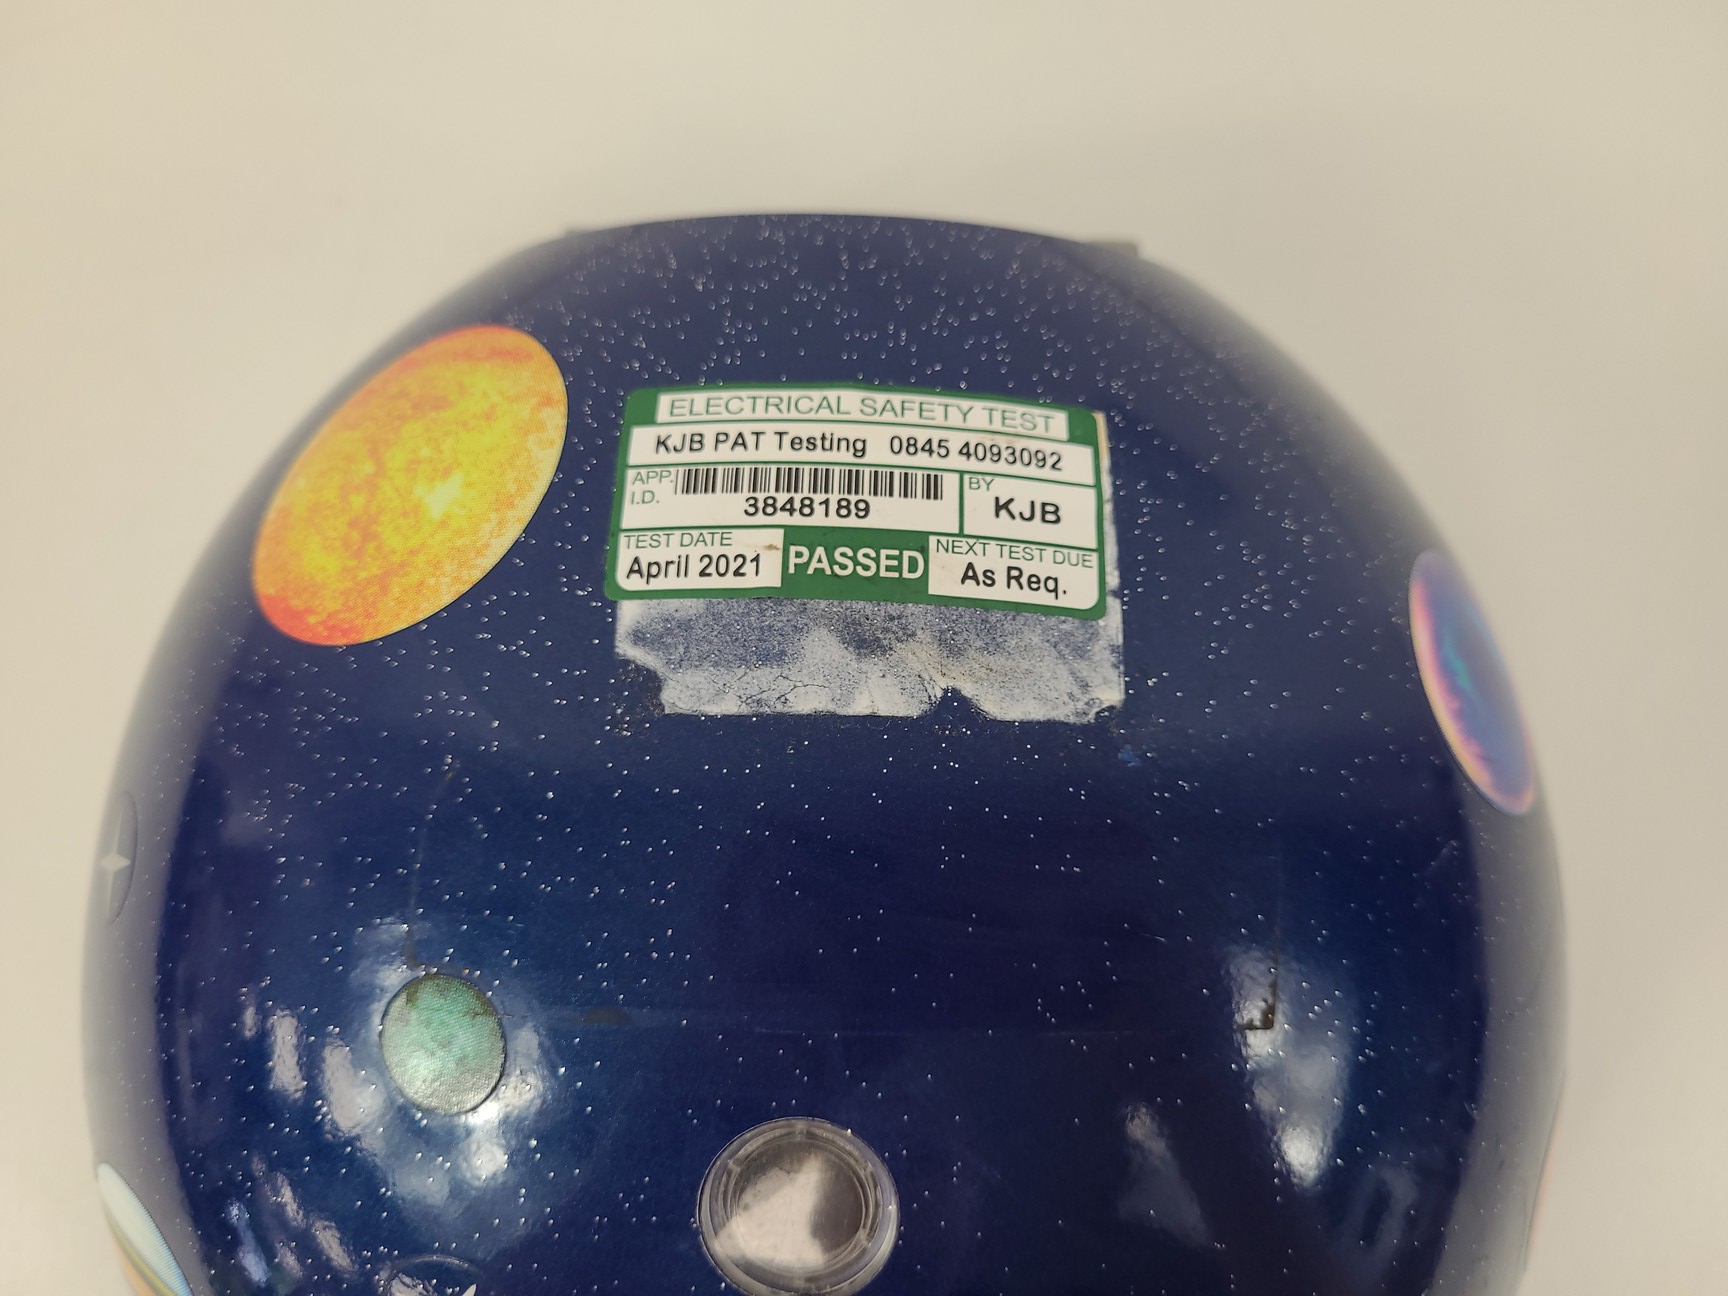 ELECTRICAL SAFETY TEST
KJB PAT Testing 0845 4093092
APP. I.D. 3848189 BY KJB
TEST DATE PASSED NEXT TEST DUE
April 2021 As Req.